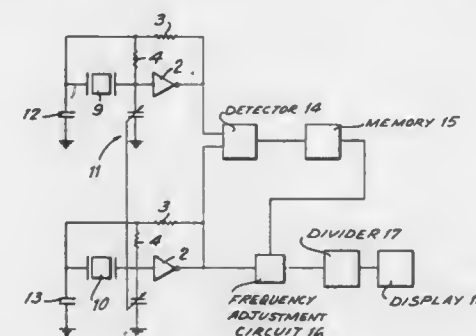 3
4
2
9
12
11
DETECTOR 14
MEMORY 15
3
4
2
13
10
DIVIDER 17
FREQUENCY
ADJUSTMENT
CIRCUIT 16
DISPLAY